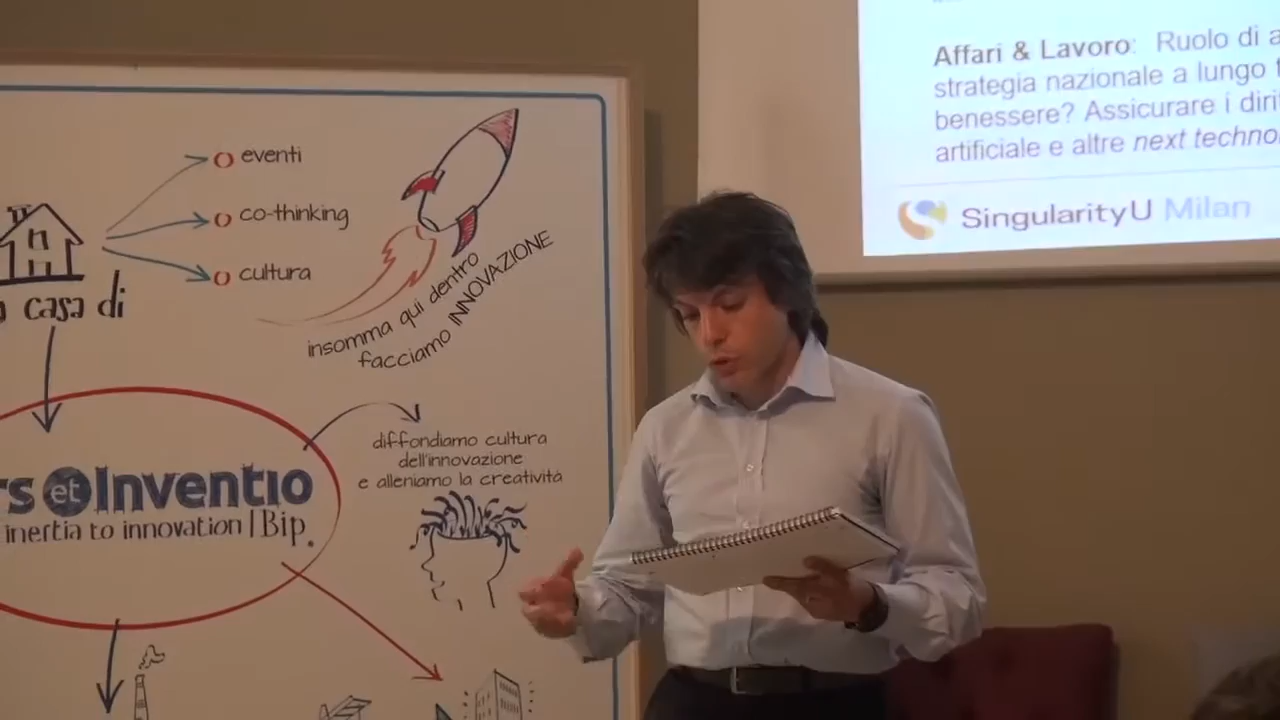 eventi
co-thinking
cultura
casa di
insomma qui dentro
facciamo INNOVAZIONE
diffondiamo cultura
dell'innovazione
e alleniamo la creatività
rs et Inventio
inertia to innovation | Bip.
Affari & Lavoro: Ruolo di a
strategia nazionale a lungo
benessere? Assicurare i diri
artificiale e altre next techno
SingularityU Milan